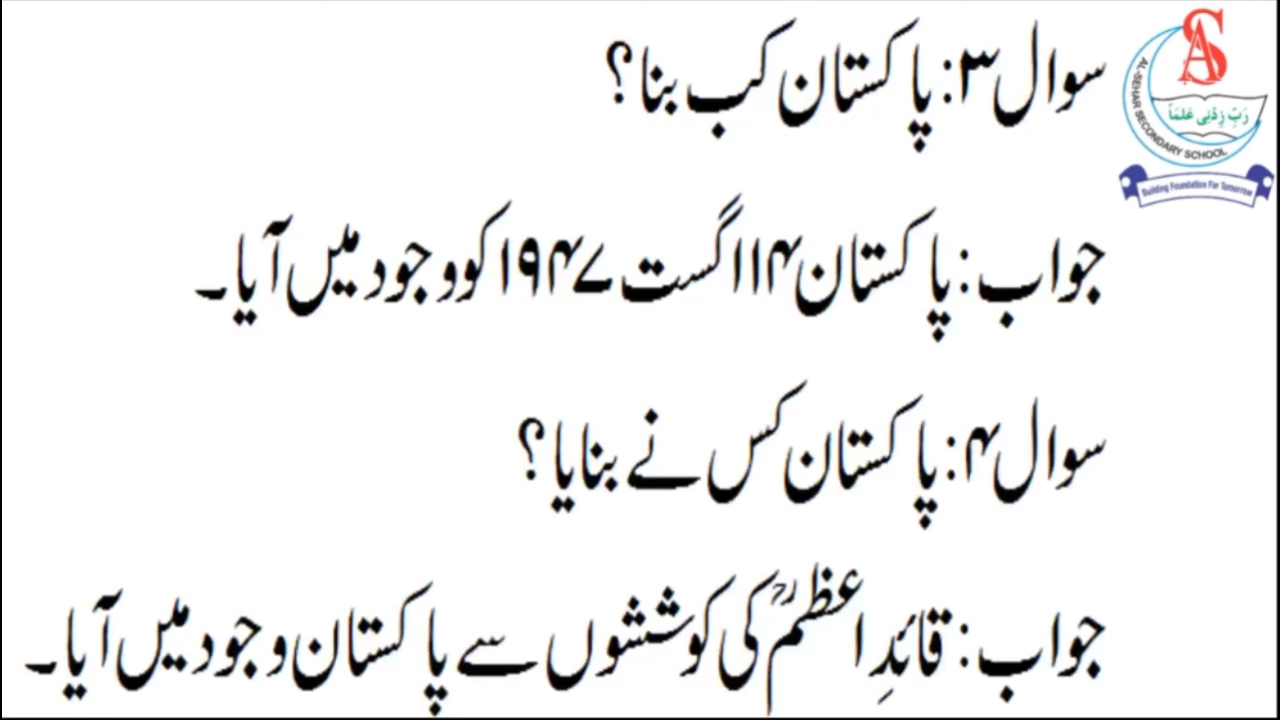 سوال ۳: پاکستان کب بنا؟
جواب: پاکستان ۱۴ اگست ۱۹۴۷ کو وجود میں آیا۔
سوال ۴: پاکستان کس نے بنایا؟
جواب: قائدِ اعظمؒ کی کوششوں سے پاکستان وجود میں آیا۔
AS
رَبِّ زِدْنِی عِلْمَاً
AL-SEHAR SECONDARY SCHOOL
Building Foundation For Tomorrow